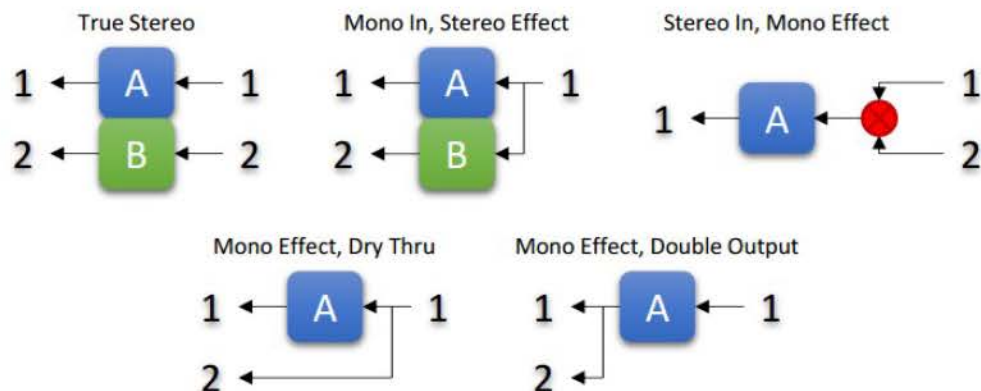 True Stereo
Mono In, Stereo Effect
Stereo In, Mono Effect
1 A 1
2 B 2
1 A 1
2 B
1 A 1
2
Mono Effect, Dry Thru
Mono Effect, Double Output
1 A 1
2
1 A 1
2